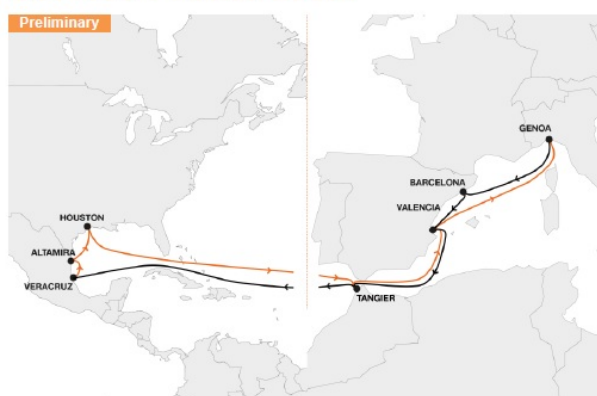 Preliminary
GENOA
BARCELONA
VALENCIA
HOUSTON
ALTAMIRA
VERACRUZ
TANGIER